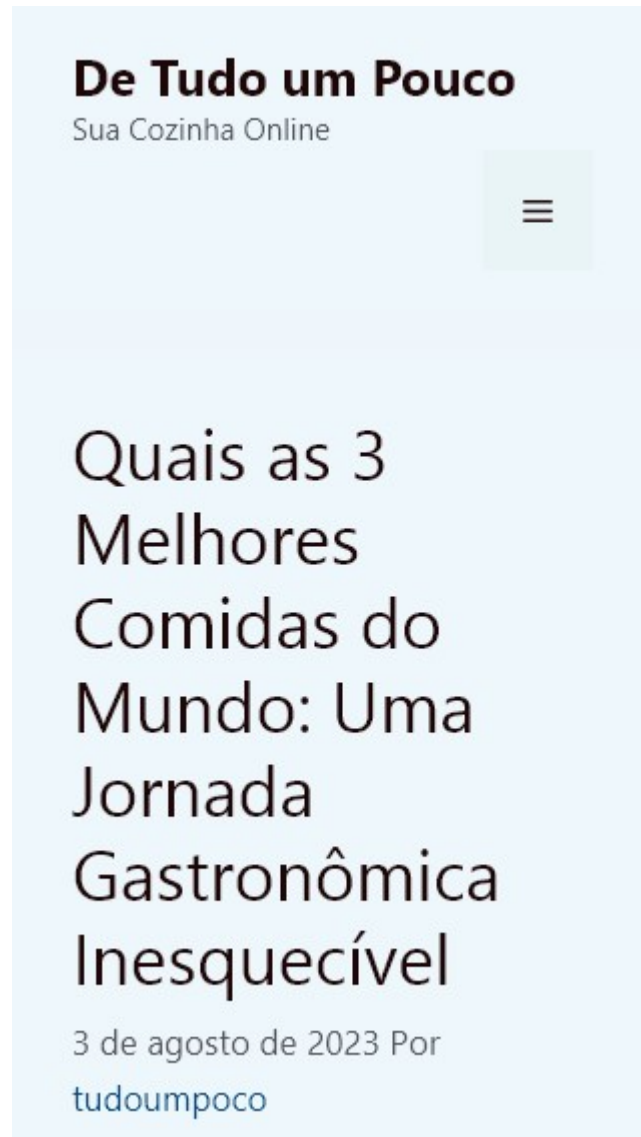 De Tudo um Pouco
Sua Cozinha Online
Quais as 3
Melhores
Comidas do
Mundo: Uma
Jornada
Gastronômica
Inesquecível
3 de agosto de 2023 Por
tudoumpoco